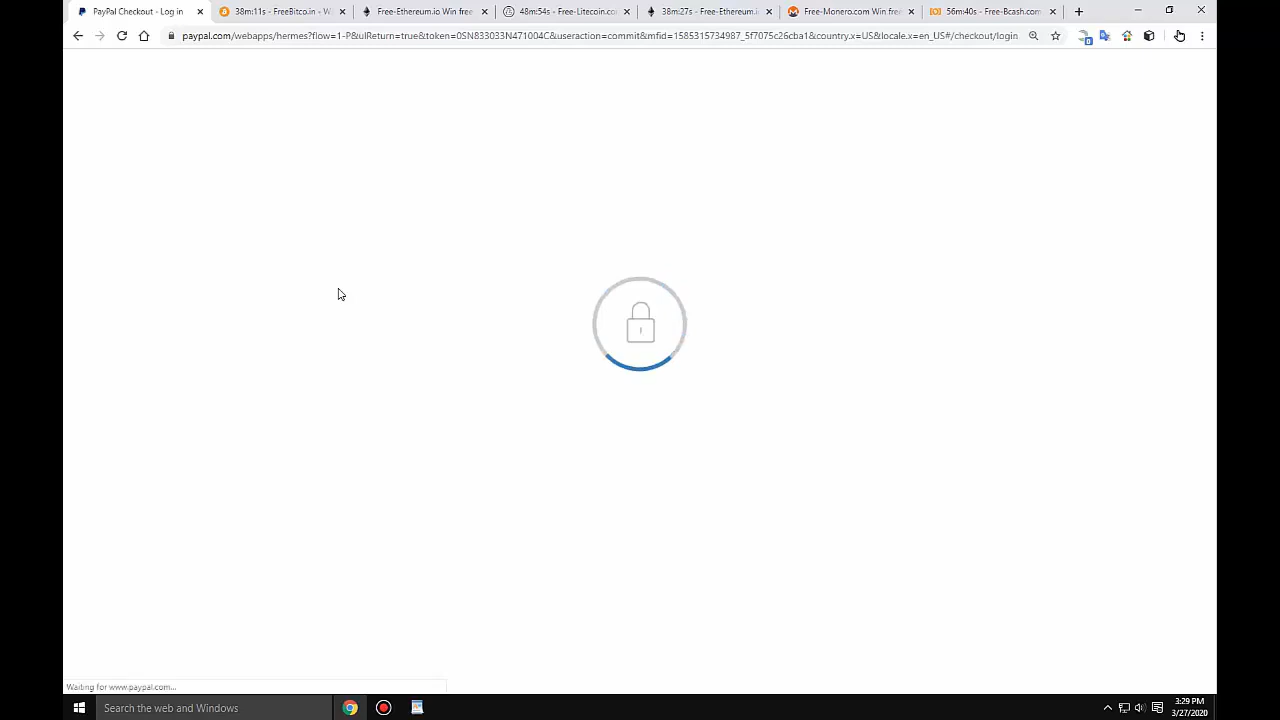 PayPal Checkout - Log in
38m:11s - FreeBitco.in - W
Free-Ethereum.io Win free
48m:54s - Free-Litecoin.co
38m:27s - Free-Ethereum.i
Free-Monero.com Win free
56m:40s - Free-Bcash.com
paypal.com/webapps/hermes?flow=1-P&ulReturn=true&token=0SN833033N471004C&useraction=commit&mfid=1585315734987_5f7075c26cba1&country.x=US&locale.x=en_US#/checkout/login
Waiting for www.paypal.com...
Search the web and Windows
3:29 PM
3/27/2020